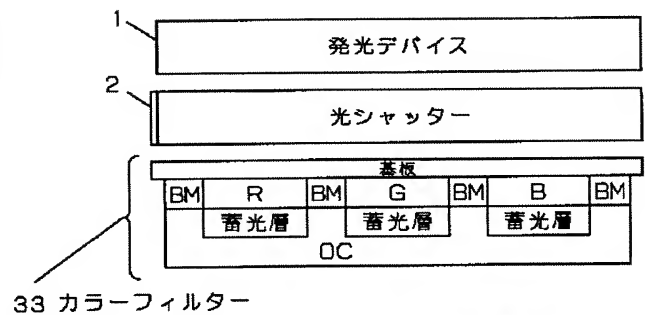 1
発光デバイス
2
光シャッター
基板
BM R BM G BM B BM
蓄光層 蓄光層 蓄光層
OC
33 カラーフィルター